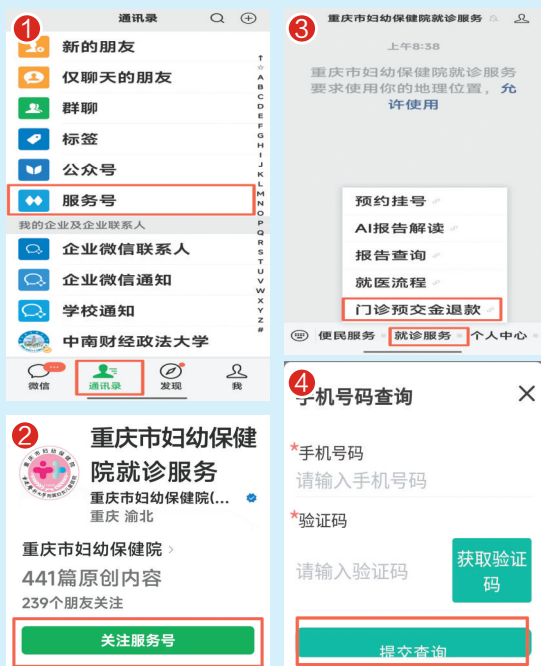 1
通讯录
新的朋友
仅聊天的朋友
群聊
标签
公众号
服务号
我的企业及企业联系人
企业微信联系人
企业微信通知
学校通知
中南财经政法大学
微信
通讯录
发现
我
↑
☆
A
B
C
D
E
F
G
H
I
J
K
L
M
N
O
P
Q
R
S
T
U
V
W
X
Y
Z
#
2
重庆市妇幼保健
院就诊服务
重庆市妇幼保健院(...
重庆 渝北
重庆市妇幼保健院
441篇原创内容
239个朋友关注
关注服务号
3
重庆市妇幼保健院就诊服务
上午8:38
重庆市妇幼保健院就诊服务
要求使用你的地理位置，允
许使用
预约挂号
AI报告解读
报告查询
就医流程
门诊预交金退款
便民服务 就诊服务 个人中心
4
手机号码查询
*手机号码
请输入手机号码
*验证码
请输入验证码
获取验证
码
提交查询